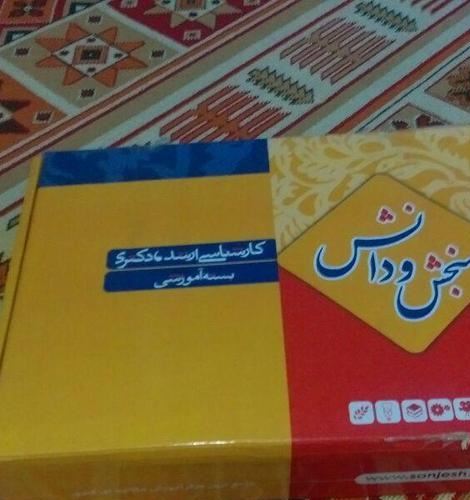 سنجش و دانش
کارشناسی ارشد و دکتری
بسته آموزشی
www.sonjesh